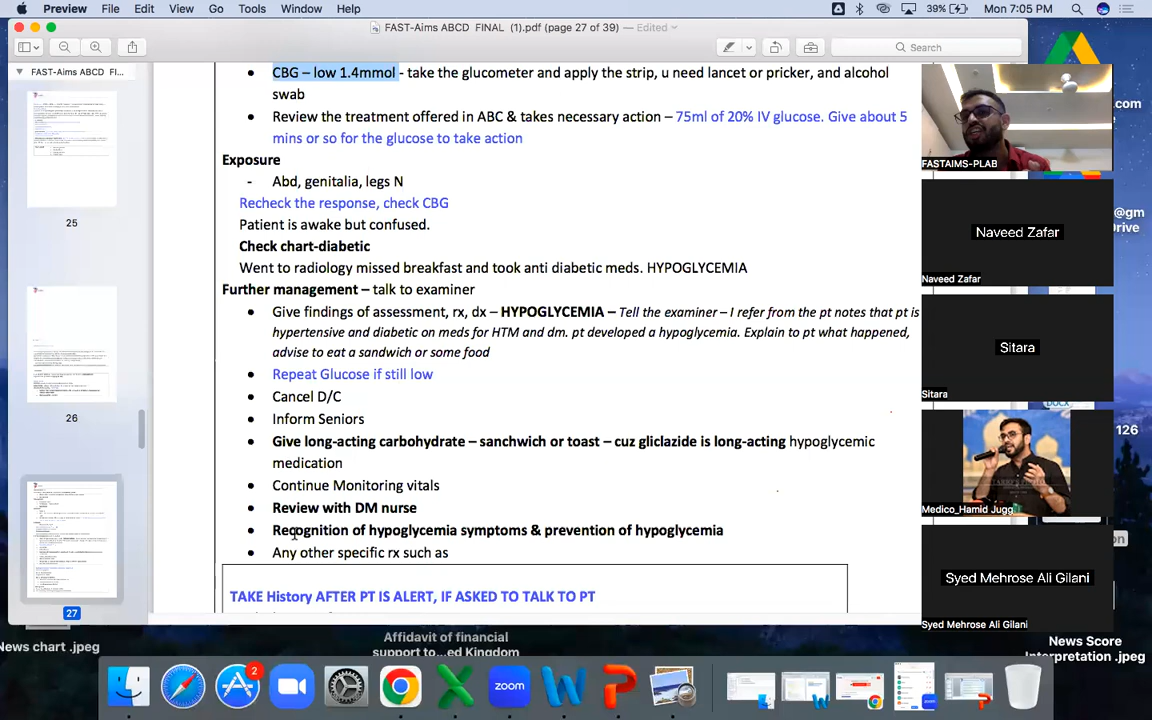 Preview File Edit View Go Tools Window Help
39% Mon 7:05 PM
FAST-Aims ABCD FINAL (1).pdf (page 27 of 39) — Edited
Search
FAST-Aims ABCD Fl...
25
26
27
CBG – low 1.4mmol - take the glucometer and apply the strip, u need lancet or pricker, and alcohol
swab
Review the treatment offered in ABC & takes necessary action – 75ml of 20% IV glucose. Give about 5
mins or so for the glucose to take action
Exposure
- Abd, genitalia, legs N
Recheck the response, check CBG
Patient is awake but confused.
Check chart-diabetic
Went to radiology missed breakfast and took anti diabetic meds. HYPOGLYCEMIA
Further management – talk to examiner
Give findings of assessment, rx, dx – HYPOGLYCEMIA – Tell the examiner – I refer from the pt notes that pt is
hypertensive and diabetic on meds for HTM and dm. pt developed a hypoglycemia. Explain to pt what happened,
advise to eat a sandwich or some food
Repeat Glucose if still low
Cancel D/C
Inform Seniors
Give long-acting carbohydrate – sanchwich or toast – cuz gliclazide is long-acting hypoglycemic
medication
Continue Monitoring vitals
Review with DM nurse
Recognition of hypoglycemia symptoms & prevention of hypoglycemia
Any other specific rx such as
TAKE History AFTER PT IS ALERT, IF ASKED TO TALK TO PT
FASTAIMS-PLAB
Naveed Zafar
Naveed Zafar
Sitara
Sitara
Medico_Hamid Jugg
Syed Mehrose Ali Gilani
Syed Mehrose Ali Gilani
.com
@gm
Drive
126
on
News chart .jpeg
Affidavit of financial
support to...ed Kingdom
News Score
Interpretation .jpeg
2
zoom